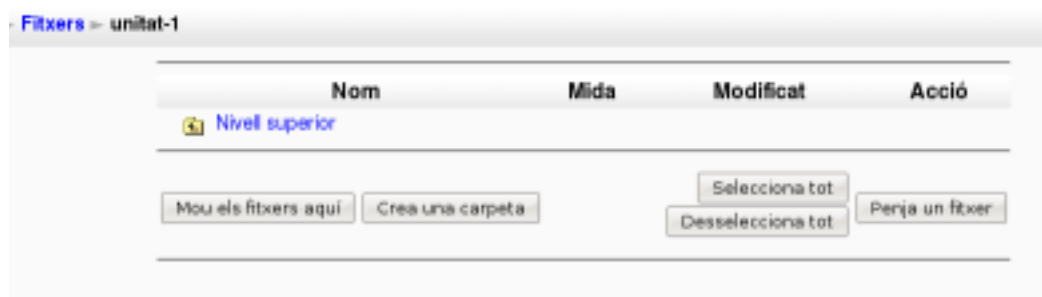 Fitxers ► unitat-1
Nom Mida Modificat Acció
Nivell superior
Mou els fitxers aquí Crea una carpeta Selecciona tot Desselecciona tot Penja un fitxer